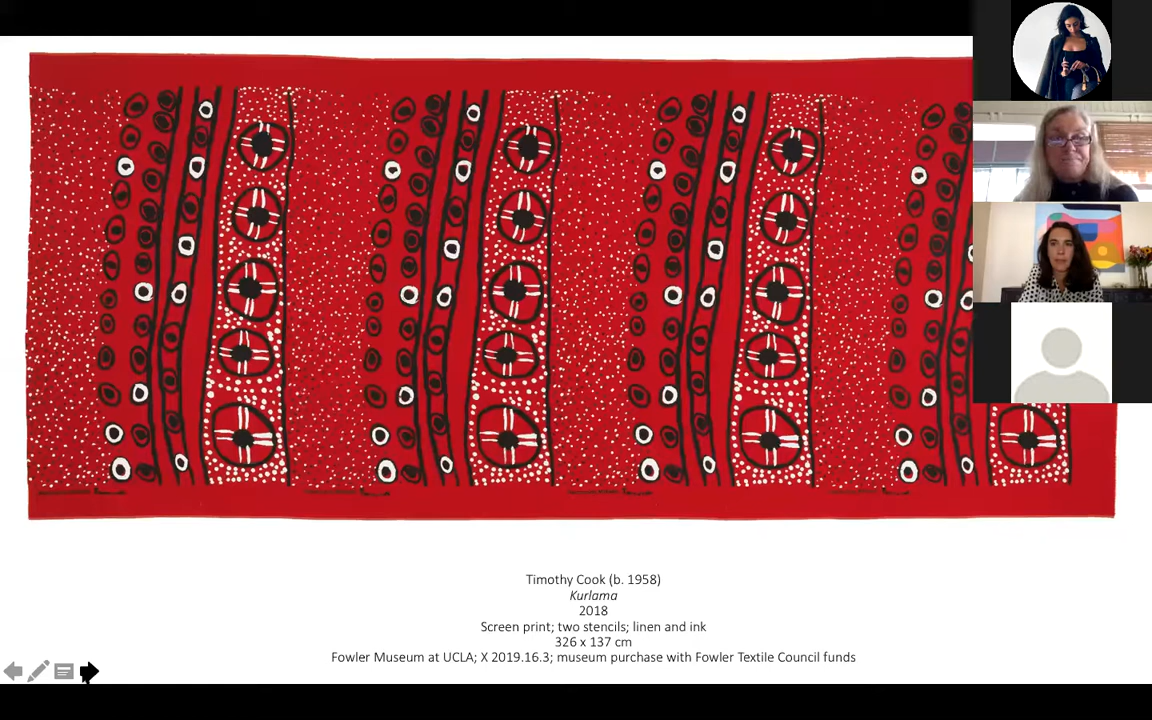 Timothy Cook (b. 1958)
Kurlama
2018
Screen print; two stencils; linen and ink
326 x 137 cm
Fowler Museum at UCLA; X 2019.16.3; museum purchase with Fowler Textile Council funds